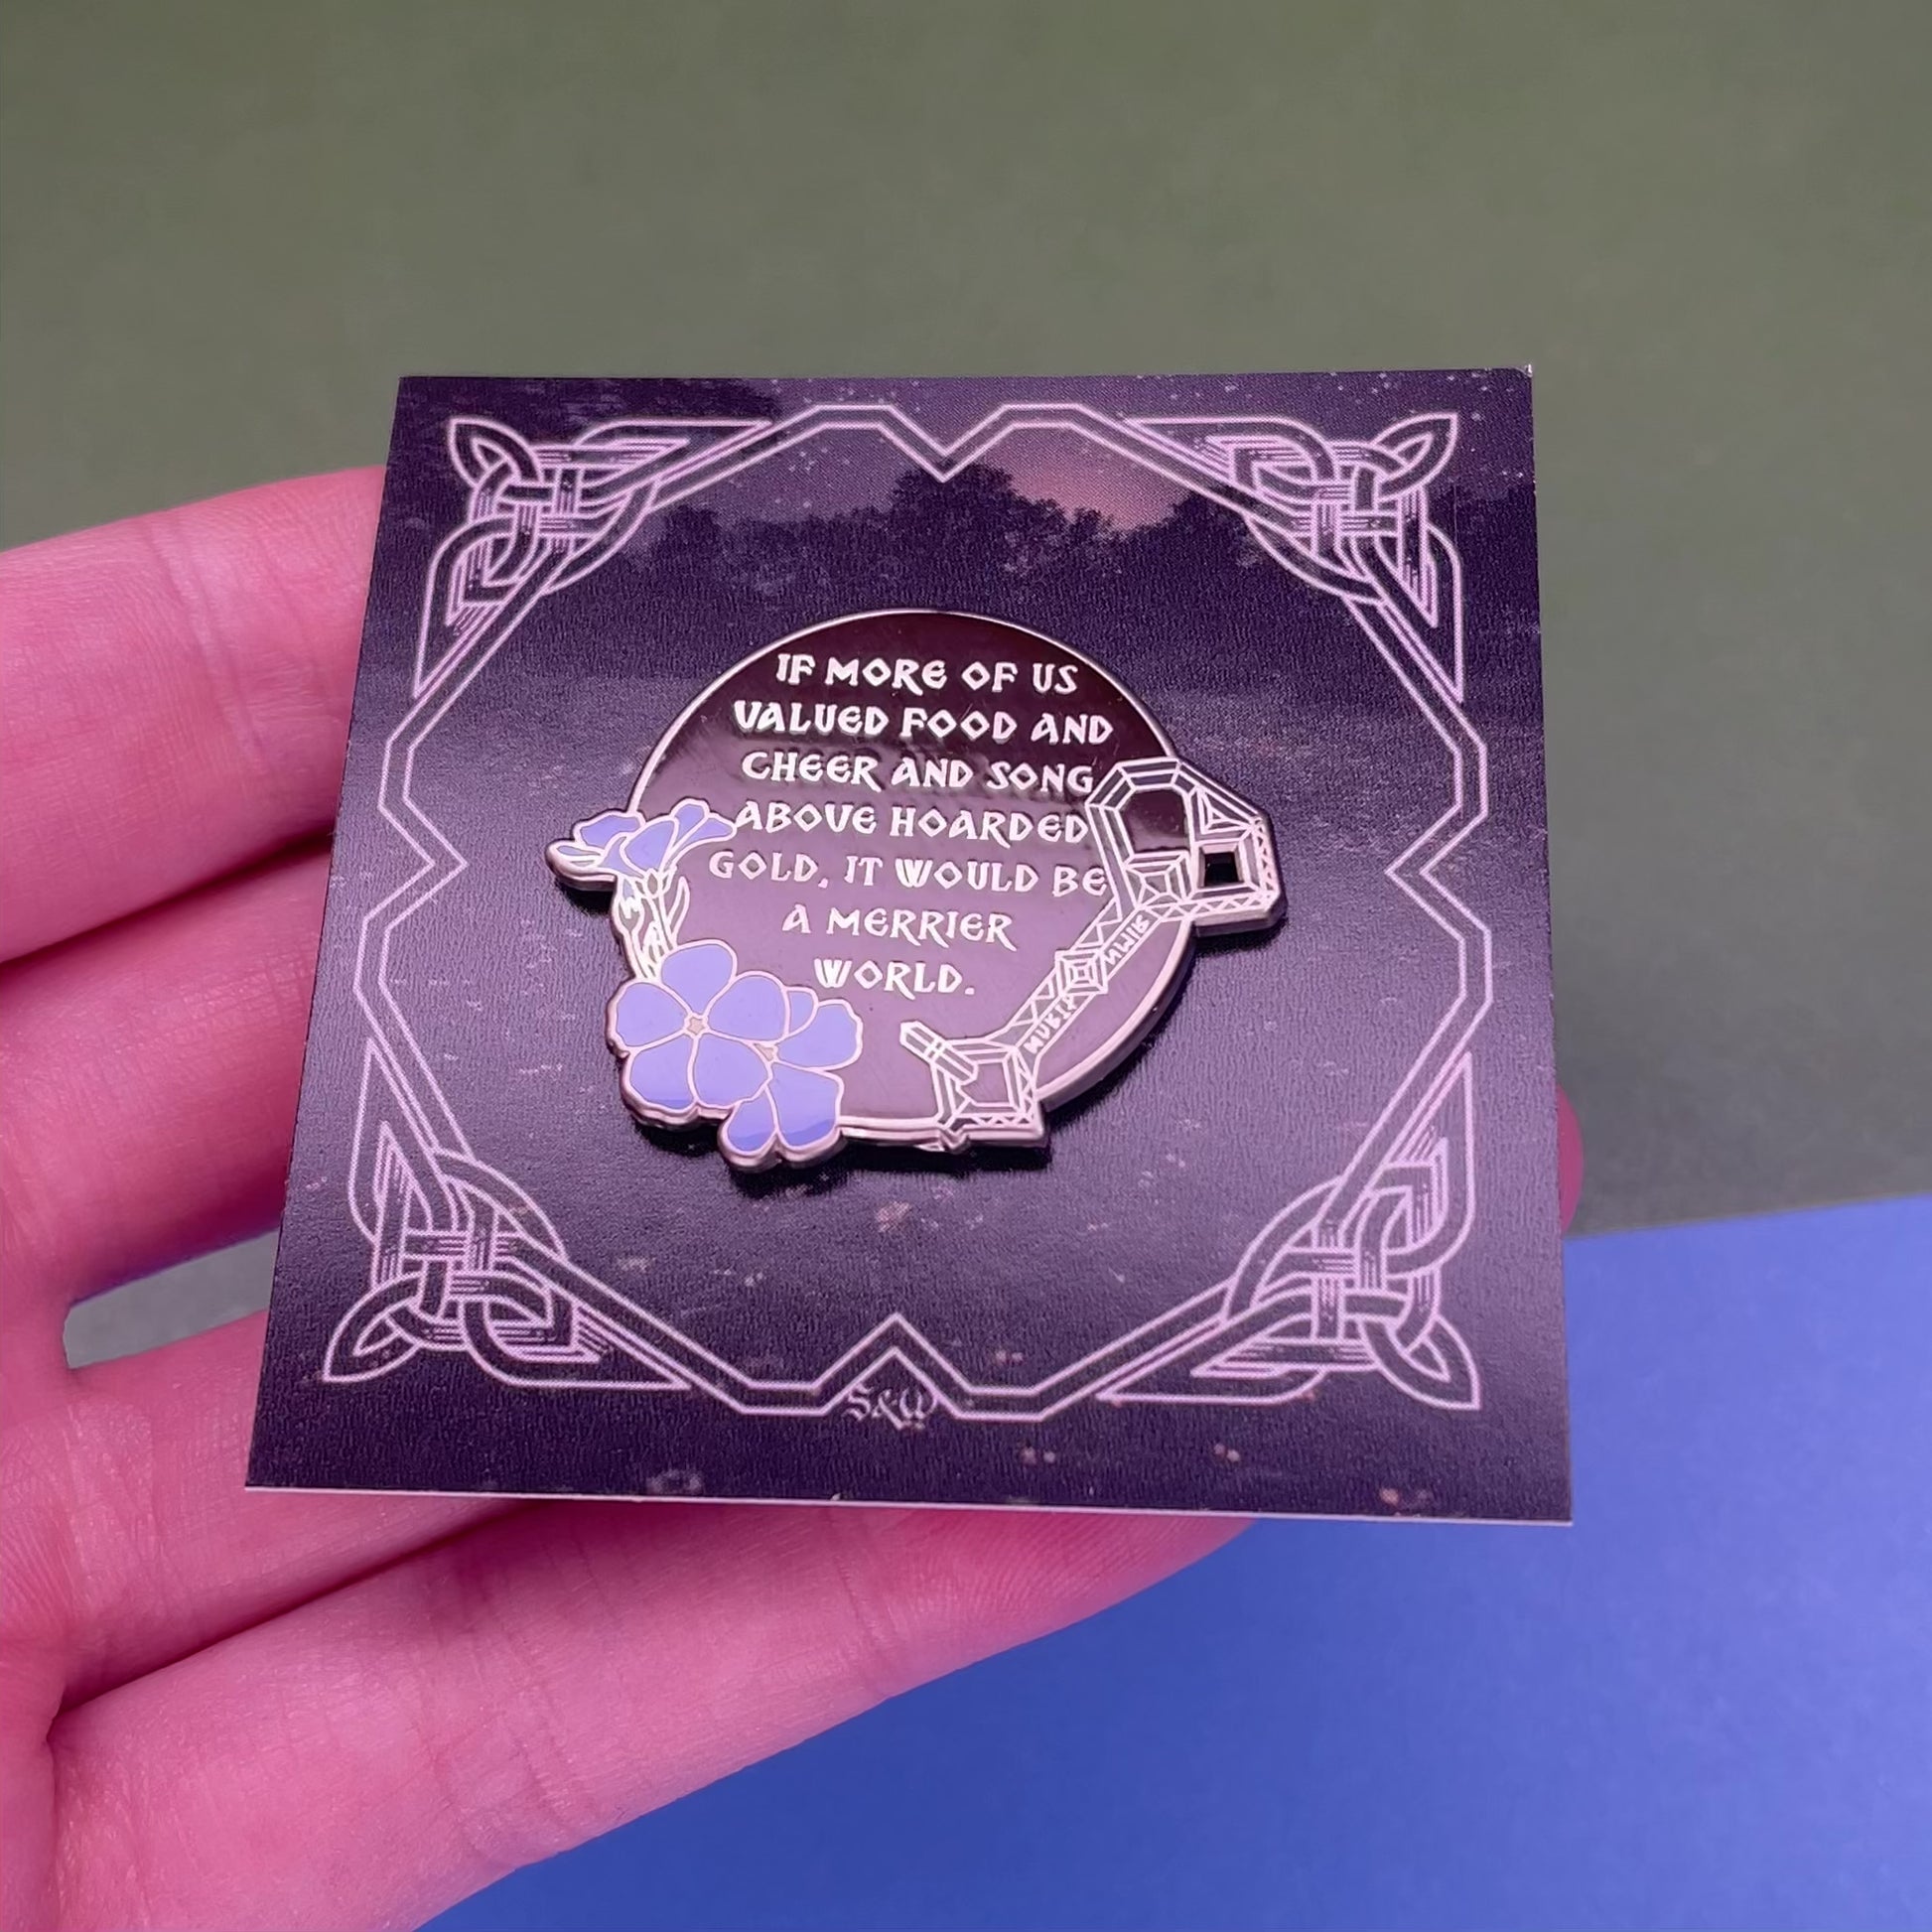 IF MORE OF US
VALUED FOOD AND
CHEER AND SONG
ABOVE HOARDED
GOLD, IT WOULD BE
A MERRIER
WORLD.
S&W